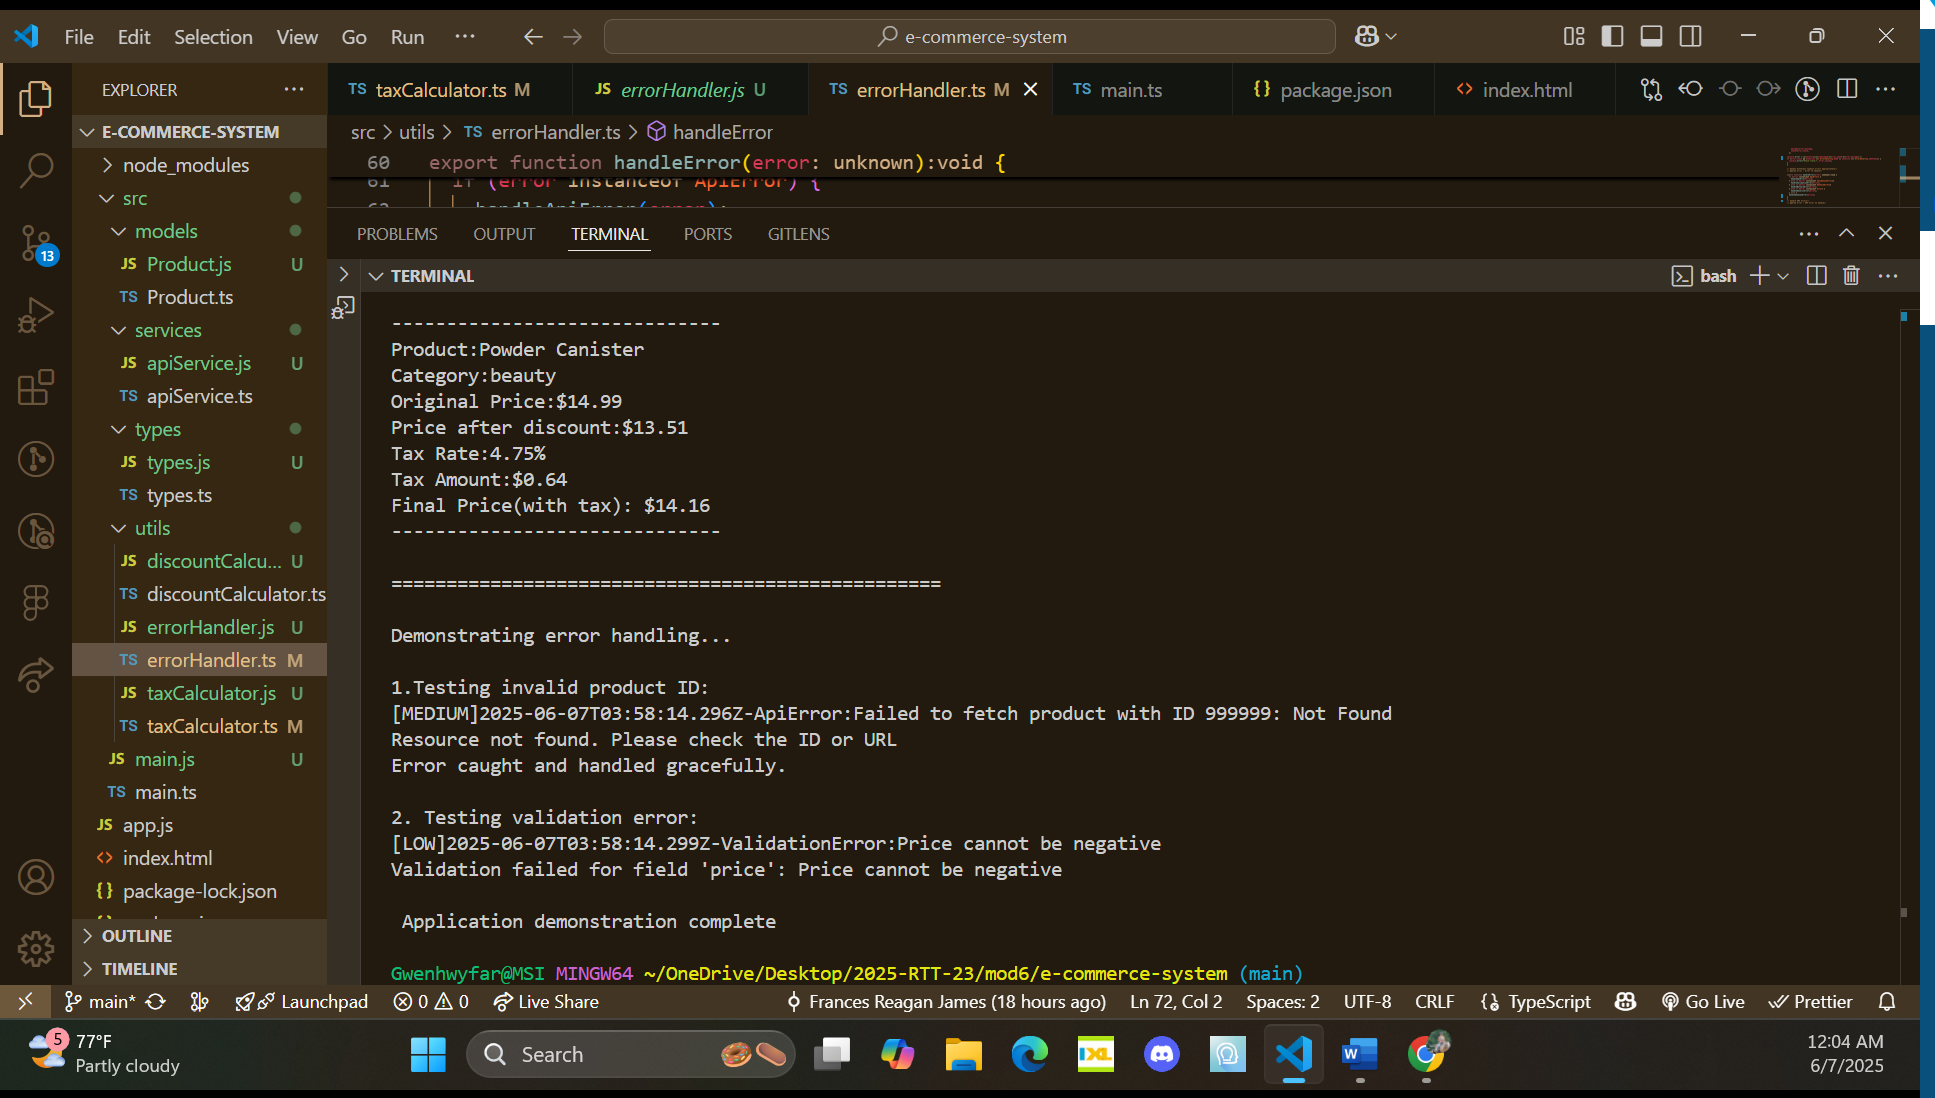 File Edit Selection View Go Run ··· e-commerce-system
EXPLORER ···
E-COMMERCE-SYSTEM
node_modules
src
models
JS Product.js U
TS Product.ts
services
JS apiService.js U
TS apiService.ts
types
JS types.js U
TS types.ts
utils
JS discountCalcu... U
TS discountCalculator.ts
JS errorHandler.js U
TS errorHandler.ts M
JS taxCalculator.js U
TS taxCalculator.ts M
JS main.js U
TS main.ts
JS app.js
<> index.html
{} package-lock.json
OUTLINE
TIMELINE
13
TS taxCalculator.ts M JS errorHandler.js U TS errorHandler.ts M TS main.ts {} package.json <> index.html
src > utils > TS errorHandler.ts > handleError
60 export function handleError(error: unknown):void {
61 if (error instanceof ApiError) {
62 handleApiError(error);
PROBLEMS OUTPUT TERMINAL PORTS GITLENS
TERMINAL bash
------------------------------
Product:Powder Canister
Category:beauty
Original Price:$14.99
Price after discount:$13.51
Tax Rate:4.75%
Tax Amount:$0.64
Final Price(with tax): $14.16
------------------------------
==================================================
Demonstrating error handling...
1.Testing invalid product ID:
[MEDIUM]2025-06-07T03:58:14.296Z-ApiError:Failed to fetch product with ID 999999: Not Found
Resource not found. Please check the ID or URL
Error caught and handled gracefully.
2. Testing validation error:
[LOW]2025-06-07T03:58:14.299Z-ValidationError:Price cannot be negative
Validation failed for field 'price': Price cannot be negative
Application demonstration complete
Gwenhwyfar@MSI MINGW64 ~/OneDrive/Desktop/2025-RTT-23/mod6/e-commerce-system (main)
main* Launchpad 0 0 Live Share Frances Reagan James (18 hours ago) Ln 72, Col 2 Spaces: 2 UTF-8 CRLF TypeScript Go Live Prettier
5 77°F
Partly cloudy
Search
IXL
W
12:04 AM
6/7/2025